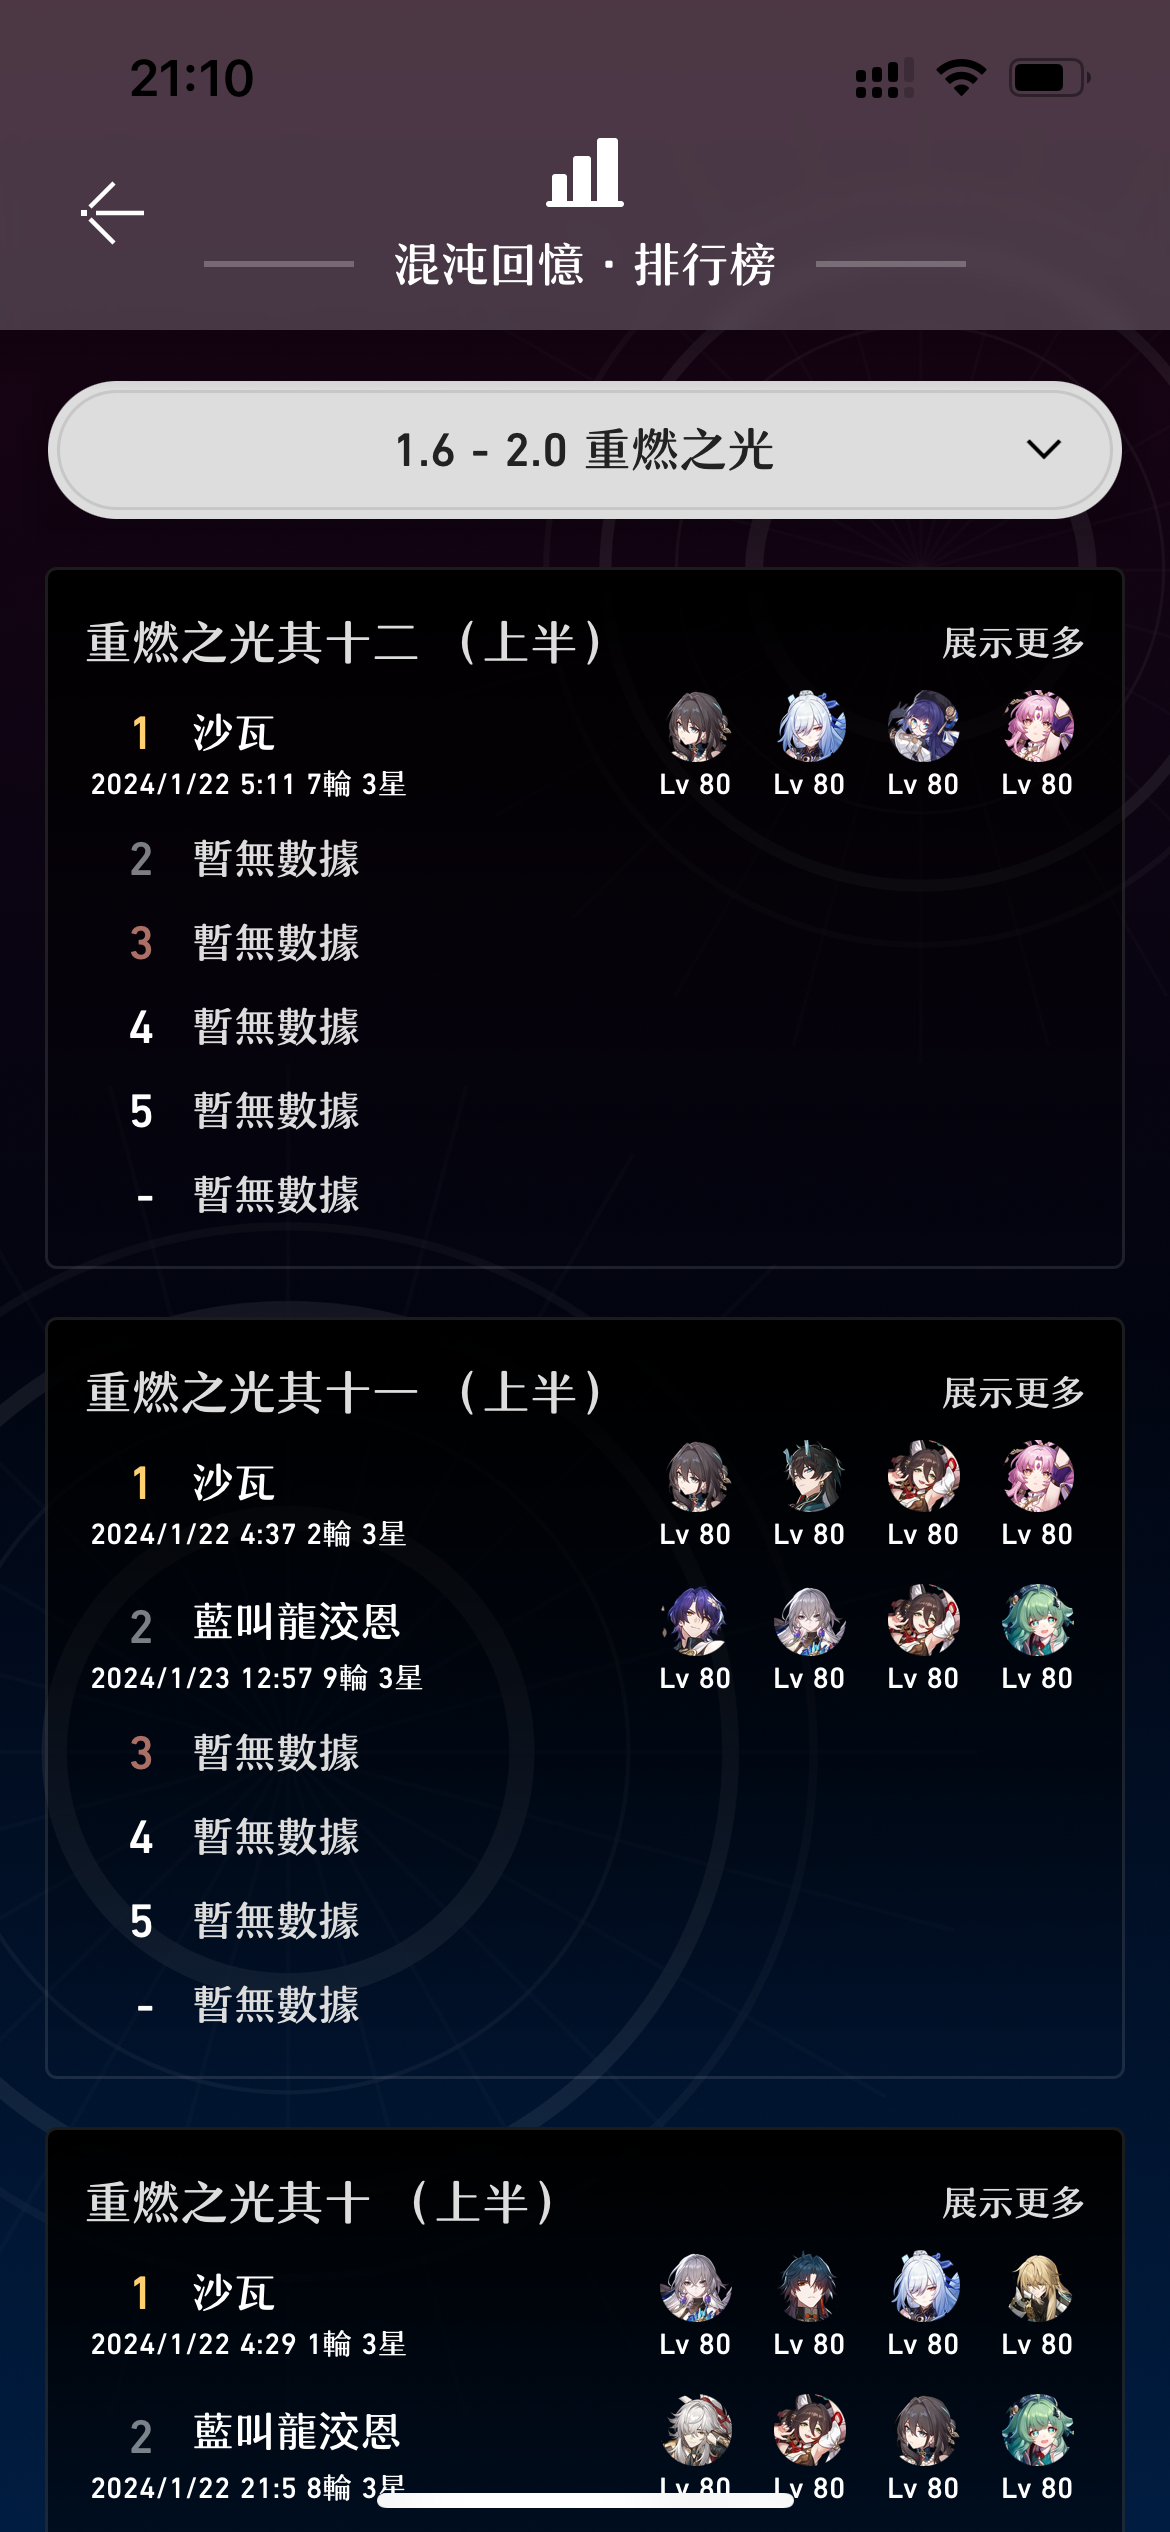 21:10
混沌回憶·排行榜
1.6 - 2.0 重燃之光
重燃之光其十二 （上半） 展示更多
1 沙瓦
2024/1/22 5:11 7輪 3星 Lv 80 Lv 80 Lv 80 Lv 80
2 暫無數據
3 暫無數據
4 暫無數據
5 暫無數據
- 暫無數據
重燃之光其十一 （上半） 展示更多
1 沙瓦
2024/1/22 4:37 2輪 3星 Lv 80 Lv 80 Lv 80 Lv 80
2 藍叫龍洨恩
2024/1/23 12:57 9輪 3星 Lv 80 Lv 80 Lv 80 Lv 80
3 暫無數據
4 暫無數據
5 暫無數據
- 暫無數據
重燃之光其十 （上半） 展示更多
1 沙瓦
2024/1/22 4:29 1輪 3星 Lv 80 Lv 80 Lv 80 Lv 80
2 藍叫龍洨恩
2024/1/22 21:5 8輪 3星 Lv 80 Lv 80 Lv 80 Lv 80